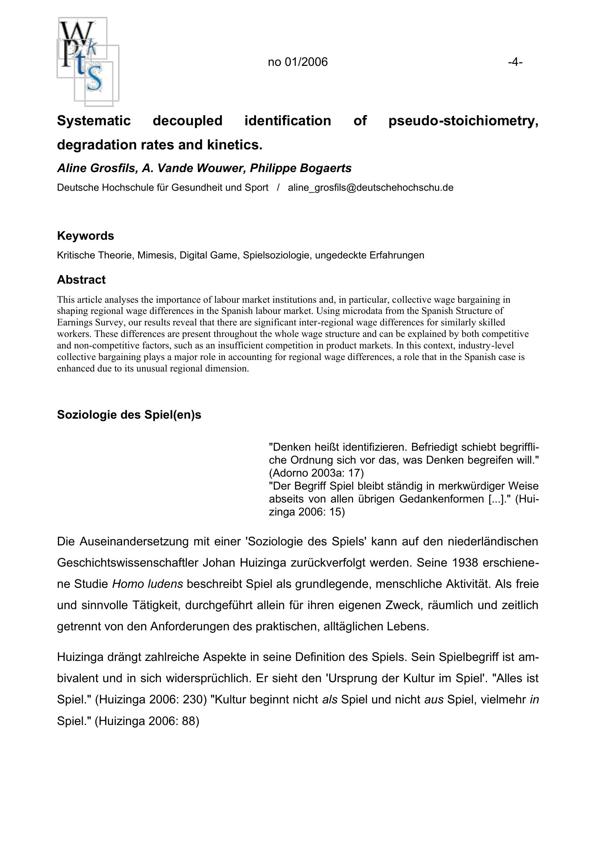 W
Pkt
tS
no 01/2006 -4-
Systematic decoupled identification of pseudo-stoichiometry,
degradation rates and kinetics.
Aline Grosfils, A. Vande Wouwer, Philippe Bogaerts
Deutsche Hochschule für Gesundheit und Sport / aline_grosfils@deutschehochschu.de
Keywords
Kritische Theorie, Mimesis, Digital Game, Spielsoziologie, ungedeckte Erfahrungen
Abstract
This article analyses the importance of labour market institutions and, in particular, collective wage bargaining in
shaping regional wage differences in the Spanish labour market. Using microdata from the Spanish Structure of
Earnings Survey, our results reveal that there are significant inter-regional wage differences for similarly skilled
workers. These differences are present throughout the whole wage structure and can be explained by both competitive
and non-competitive factors, such as an insufficient competition in product markets. In this context, industry-level
collective bargaining plays a major role in accounting for regional wage differences, a role that in the Spanish case is
enhanced due to its unusual regional dimension.
Soziologie des Spiel(en)s
"Denken heißt identifizieren. Befriedigt schiebt begriffli-
che Ordnung sich vor das, was Denken begreifen will."
(Adorno 2003a: 17)
"Der Begriff Spiel bleibt ständig in merkwürdiger Weise
abseits von allen übrigen Gedankenformen [...]." (Hui-
zinga 2006: 15)
Die Auseinandersetzung mit einer 'Soziologie des Spiels' kann auf den niederländischen
Geschichtswissenschaftler Johan Huizinga zurückverfolgt werden. Seine 1938 erschiene-
ne Studie Homo ludens beschreibt Spiel als grundlegende, menschliche Aktivität. Als freie
und sinnvolle Tätigkeit, durchgeführt allein für ihren eigenen Zweck, räumlich und zeitlich
getrennt von den Anforderungen des praktischen, alltäglichen Lebens.
Huizinga drängt zahlreiche Aspekte in seine Definition des Spiels. Sein Spielbegriff ist am-
bivalent und in sich widersprüchlich. Er sieht den 'Ursprung der Kultur im Spiel'. "Alles ist
Spiel." (Huizinga 2006: 230) "Kultur beginnt nicht als Spiel und nicht aus Spiel, vielmehr in
Spiel." (Huizinga 2006: 88)